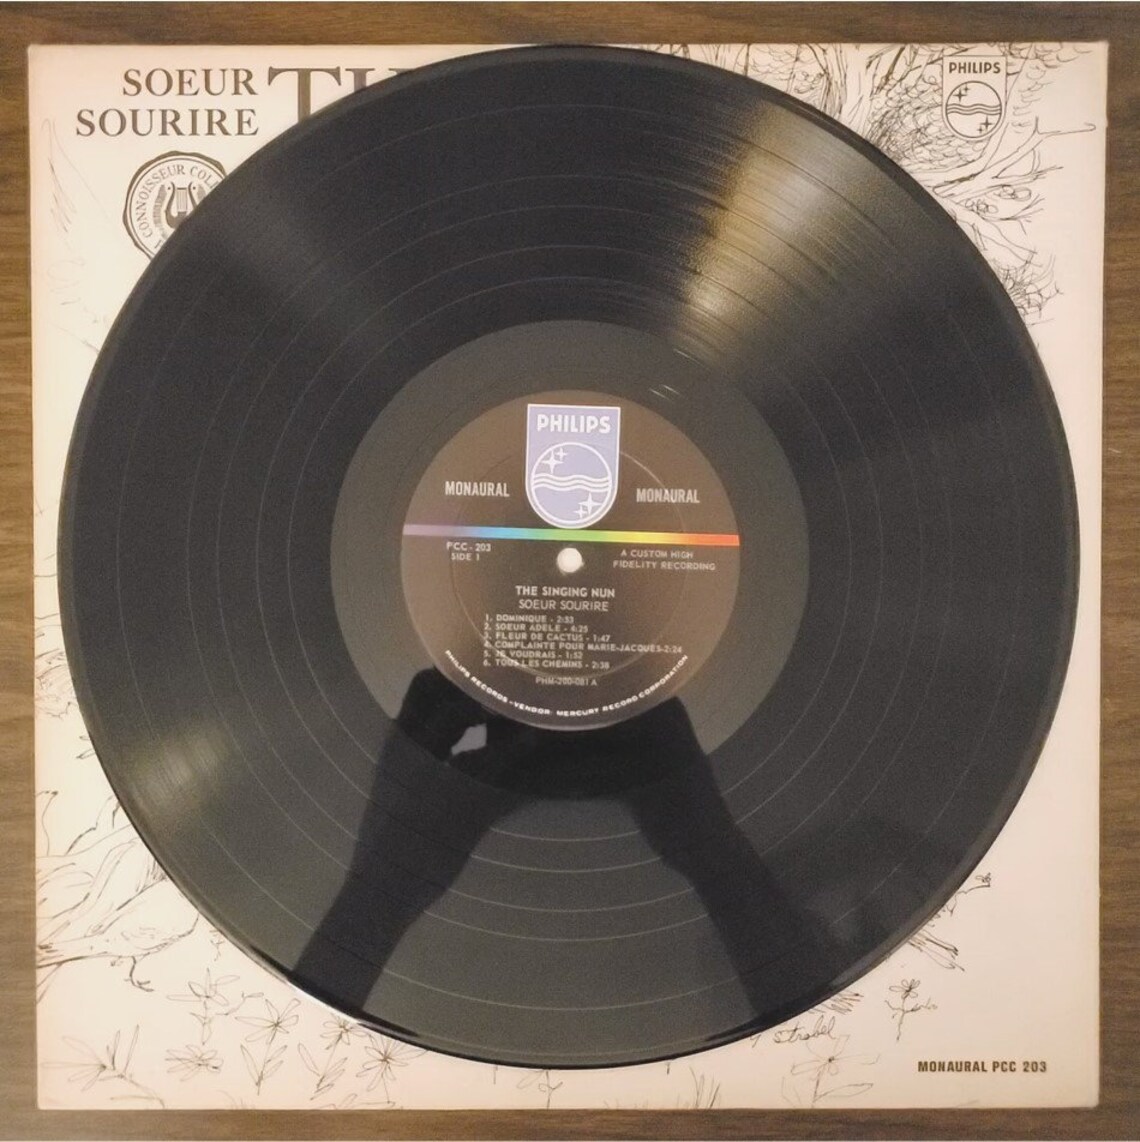 SOEUR
SOURIRE
CONNOISSEUR COL
PHILIPS
PHILIPS
MONAURAL
MONAURAL
PCC-203
SIDE 1
A CUSTOM HIGH
FIDELITY RECORDING
THE SINGING NUN
SOEUR SOURIRE
1. DOMINIQUE - 2:53
2. SOEUR ADELE - 4:25
3. FLEUR DE CACTUS - 1:47
4. COMPLAINTE POUR MARIE-JACQUES-2:24
5. JE VOUDRAIS - 1:52
6. TOUS LES CHEMINS - 2:38
PHM-200-081 A
PHILIPS RECORDS • VENDOR: MERCURY RECORD CORPORATION
strobel
MONAURAL PCC 203